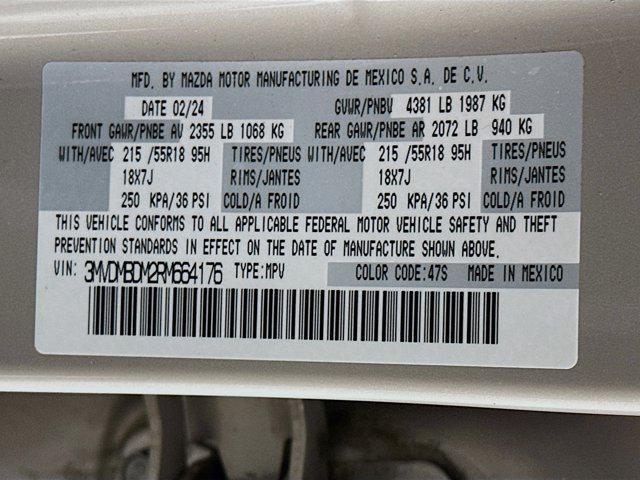 MFD. BY MAZDA MOTOR MANUFACTURING DE MEXICO S.A. DE C.V.
DATE 02/24 GVWR/PNBV 4381 LB 1987 KG
FRONT GAWR/PNBE AV 2355 LB 1068 KG REAR GAWR/PNBE AR 2072 LB 940 KG
WITH/AVEC 215 /55R18 95H TIRES/PNEUS WITH/AVEC 215 /55R18 95H TIRES/PNEUS
18X7J RIMS/JANTES 18X7J RIMS/JANTES
250 KPA/36 PSI COLD/A FROID 250 KPA/36 PSI COLD/A FROID
THIS VEHICLE CONFORMS TO ALL APPLICABLE FEDERAL MOTOR VEHICLE SAFETY AND THEFT
PREVENTION STANDARDS IN EFFECT ON THE DATE OF MANUFACTURE SHOWN ABOVE.
VIN: 3MVDMBDM2RM664176 TYPE:MPV COLOR CODE:47S MADE IN MEXICO